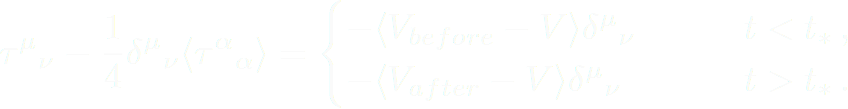 τ^μ_ν − 1/4 δ^μ_ν ⟨τ^α_α⟩ = { −⟨V_before − V⟩δ^μ_ν    t < t_* ,
−⟨V_after − V⟩δ^μ_ν    t > t_* .